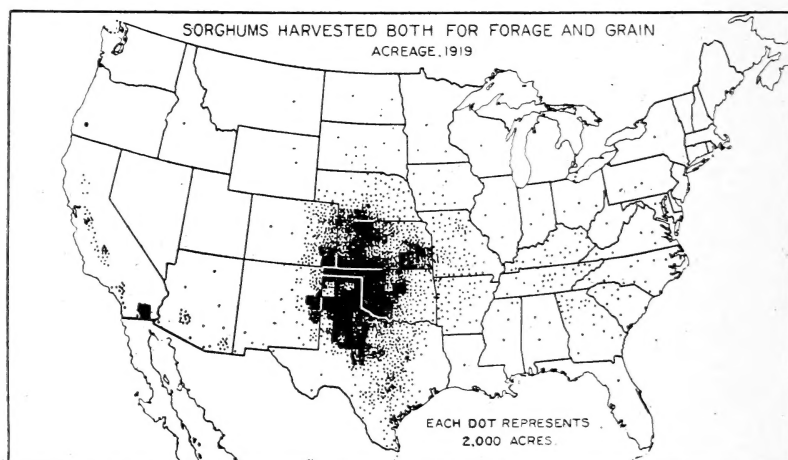 SORGHUMS HARVESTED BOTH FOR FORAGE AND GRAIN
ACREAGE, 1919
EACH DOT REPRESENTS
2,000 ACRES.